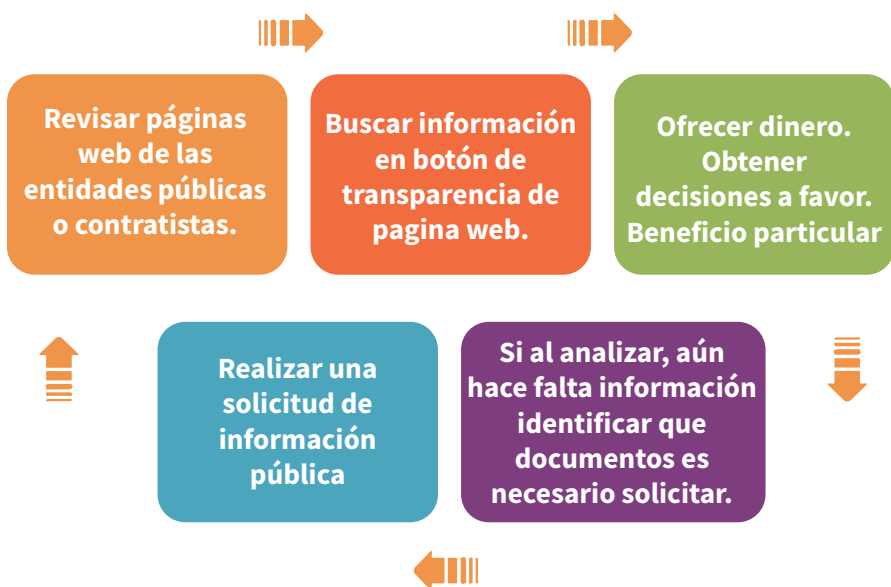 Revisar páginas
web de las
entidades públicas
o contratistas.
Buscar información
en botón de
transparencia de
pagina web.
Ofrecer dinero.
Obtener
decisiones a favor.
Beneficio particular
Si al analizar, aún
hace falta información
identificar que
documentos es
necesario solicitar.
Realizar una
solicitud de
información
pública